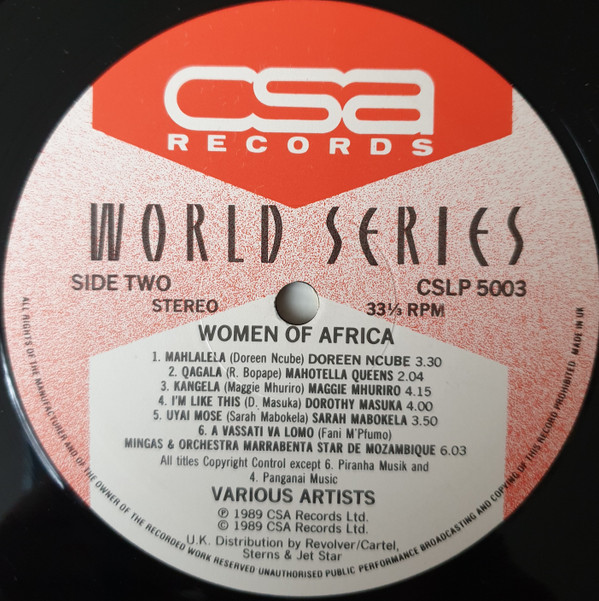 csa
RECORDS
WORLD SERIES
SIDE TWO
CSLP 5003
STEREO
33⅓ RPM
WOMEN OF AFRICA
1. MAHLALELA (Doreen Ncube) DOREEN NCUBE 3.30
2. QAGALA (R. Bopape) MAHOTELLA QUEENS 2.04
3. KANGELA (Maggie Mhuriro) MAGGIE MHURIRO 4.15
4. I'M LIKE THIS (D. Masuka) DOROTHY MASUKA 4.00
5. UYAI MOSE (Sarah Mabokela) SARAH MABOKELA 3.50
6. A VASSATI VA LOMO (Fani M'Pfumo)
MINGAS & ORCHESTRA MARRABENTA STAR DE MOZAMBIQUE 6.03
All titles Copyright Control except 6. Piranha Musik and
4. Panganai Music
VARIOUS ARTISTS
℗ 1989 CSA Records Ltd.
© 1989 CSA Records Ltd.
U.K. Distribution by Revolver/Cartel,
Sterns & Jet Star
ALL RIGHTS OF THE MANUFACTURER AND OF THE OWNER OF THE RECORDED WORK RESERVED UNAUTHORISED PUBLIC PERFORMANCE BROADCASTING AND COPYING OF THIS RECORD PROHIBITED. MADE IN UK